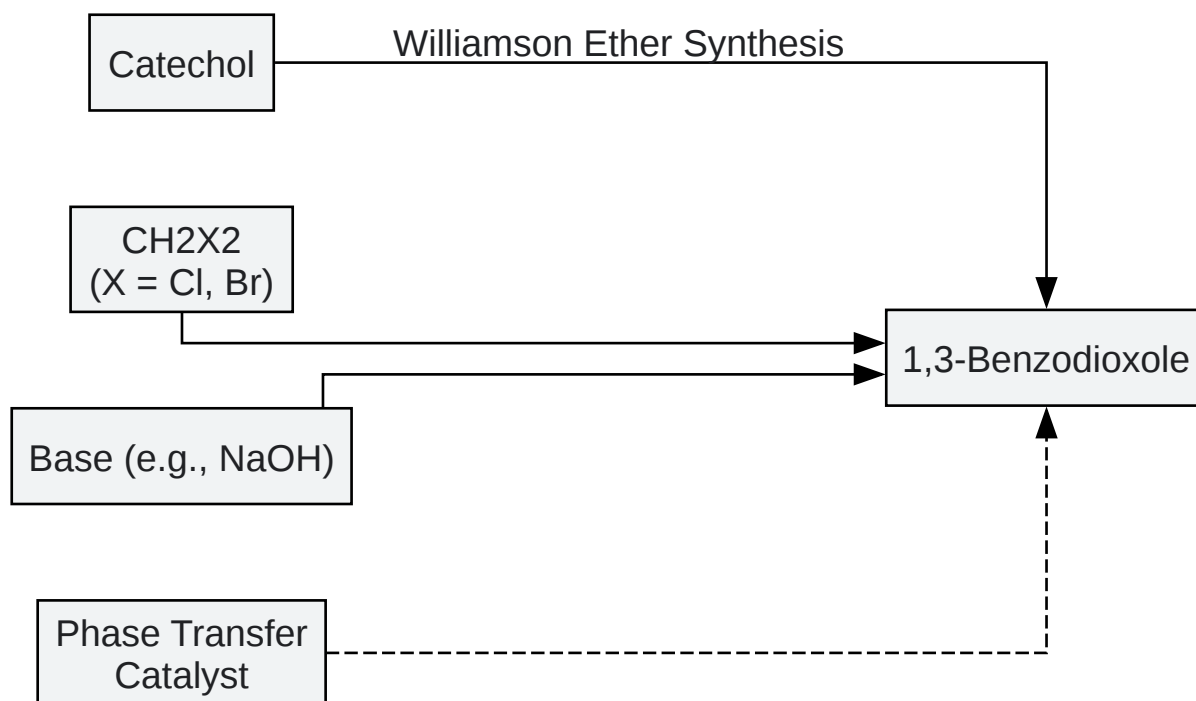 Williamson Ether Synthesis
Catechol
CH2X2
(X = Cl, Br)
1,3-Benzodioxole
Base (e.g., NaOH)
Phase Transfer
Catalyst